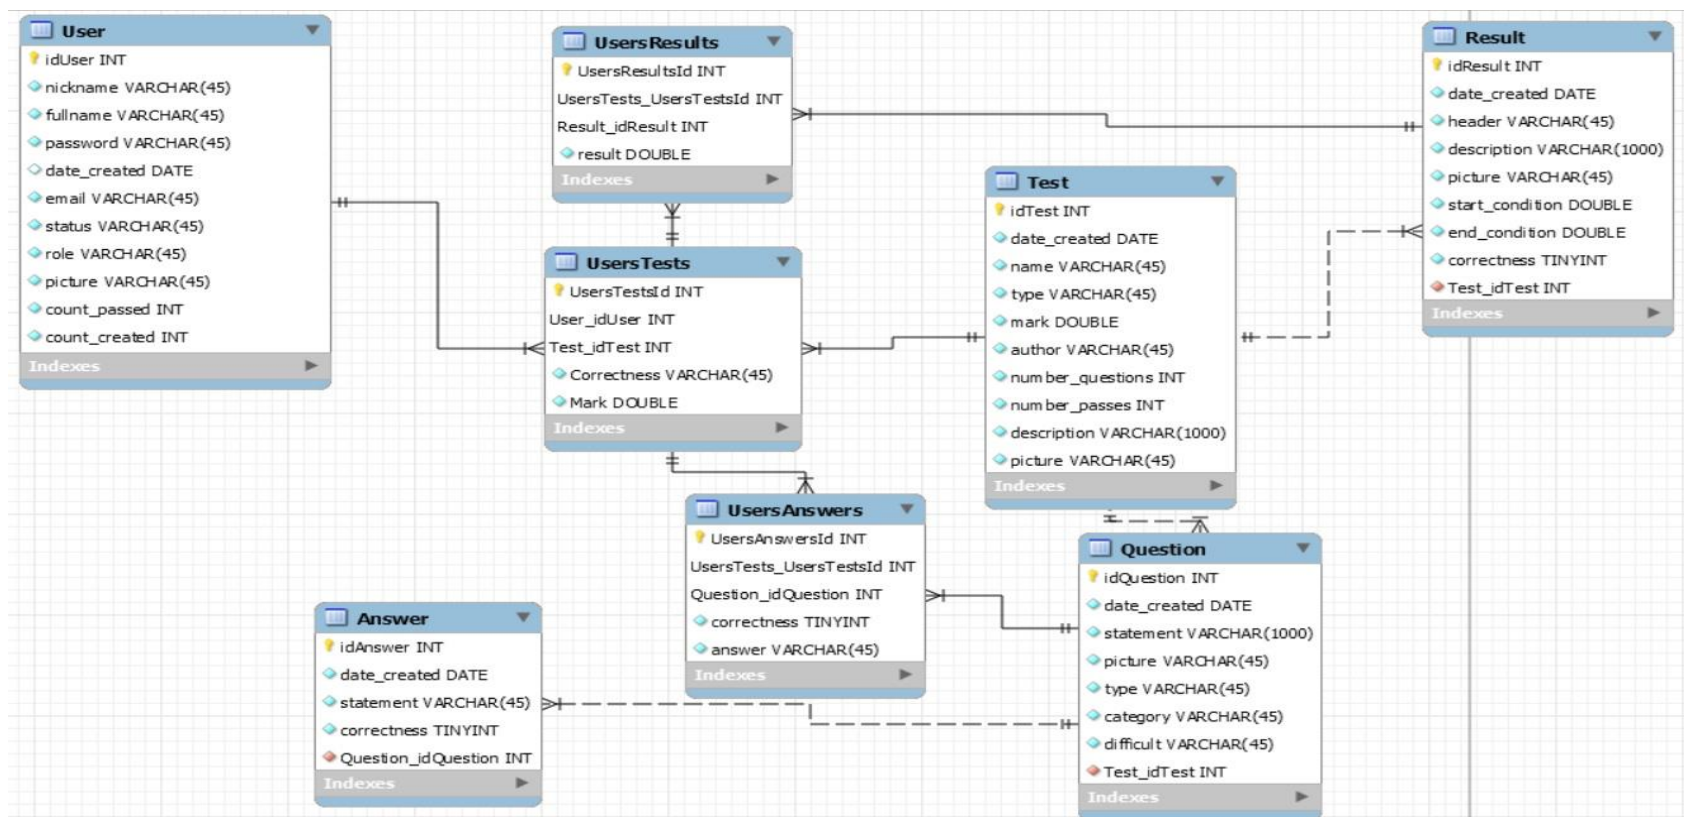 User
idUser INT
nickname VARCHAR(45)
fullname VARCHAR(45)
password VARCHAR(45)
date_created DATE
email VARCHAR(45)
status VARCHAR(45)
role VARCHAR(45)
picture VARCHAR(45)
count_passed INT
count_created INT
Indexes
UsersResults
UsersResultsId INT
UsersTests_UsersTestsId INT
Result_idResult INT
result DOUBLE
Indexes
Result
idResult INT
date_created DATE
header VARCHAR(45)
description VARCHAR(1000)
picture VARCHAR(45)
start_condition DOUBLE
end_condition DOUBLE
correctness TINYINT
Test_idTest INT
Indexes
Test
idTest INT
date_created DATE
name VARCHAR(45)
type VARCHAR(45)
mark DOUBLE
author VARCHAR(45)
number_questions INT
number_passes INT
description VARCHAR(1000)
picture VARCHAR(45)
Indexes
UsersTests
UsersTestsId INT
User_idUser INT
Test_idTest INT
Correctness VARCHAR(45)
Mark DOUBLE
Indexes
UsersAnswers
UsersAnswersId INT
UsersTests_UsersTestsId INT
Question_idQuestion INT
correctness TINYINT
answer VARCHAR(45)
Indexes
Question
idQuestion INT
date_created DATE
statement VARCHAR(1000)
picture VARCHAR(45)
type VARCHAR(45)
category VARCHAR(45)
difficult VARCHAR(45)
Test_idTest INT
Indexes
Answer
idAnswer INT
date_created DATE
statement VARCHAR(45)
correctness TINYINT
Question_idQuestion INT
Indexes